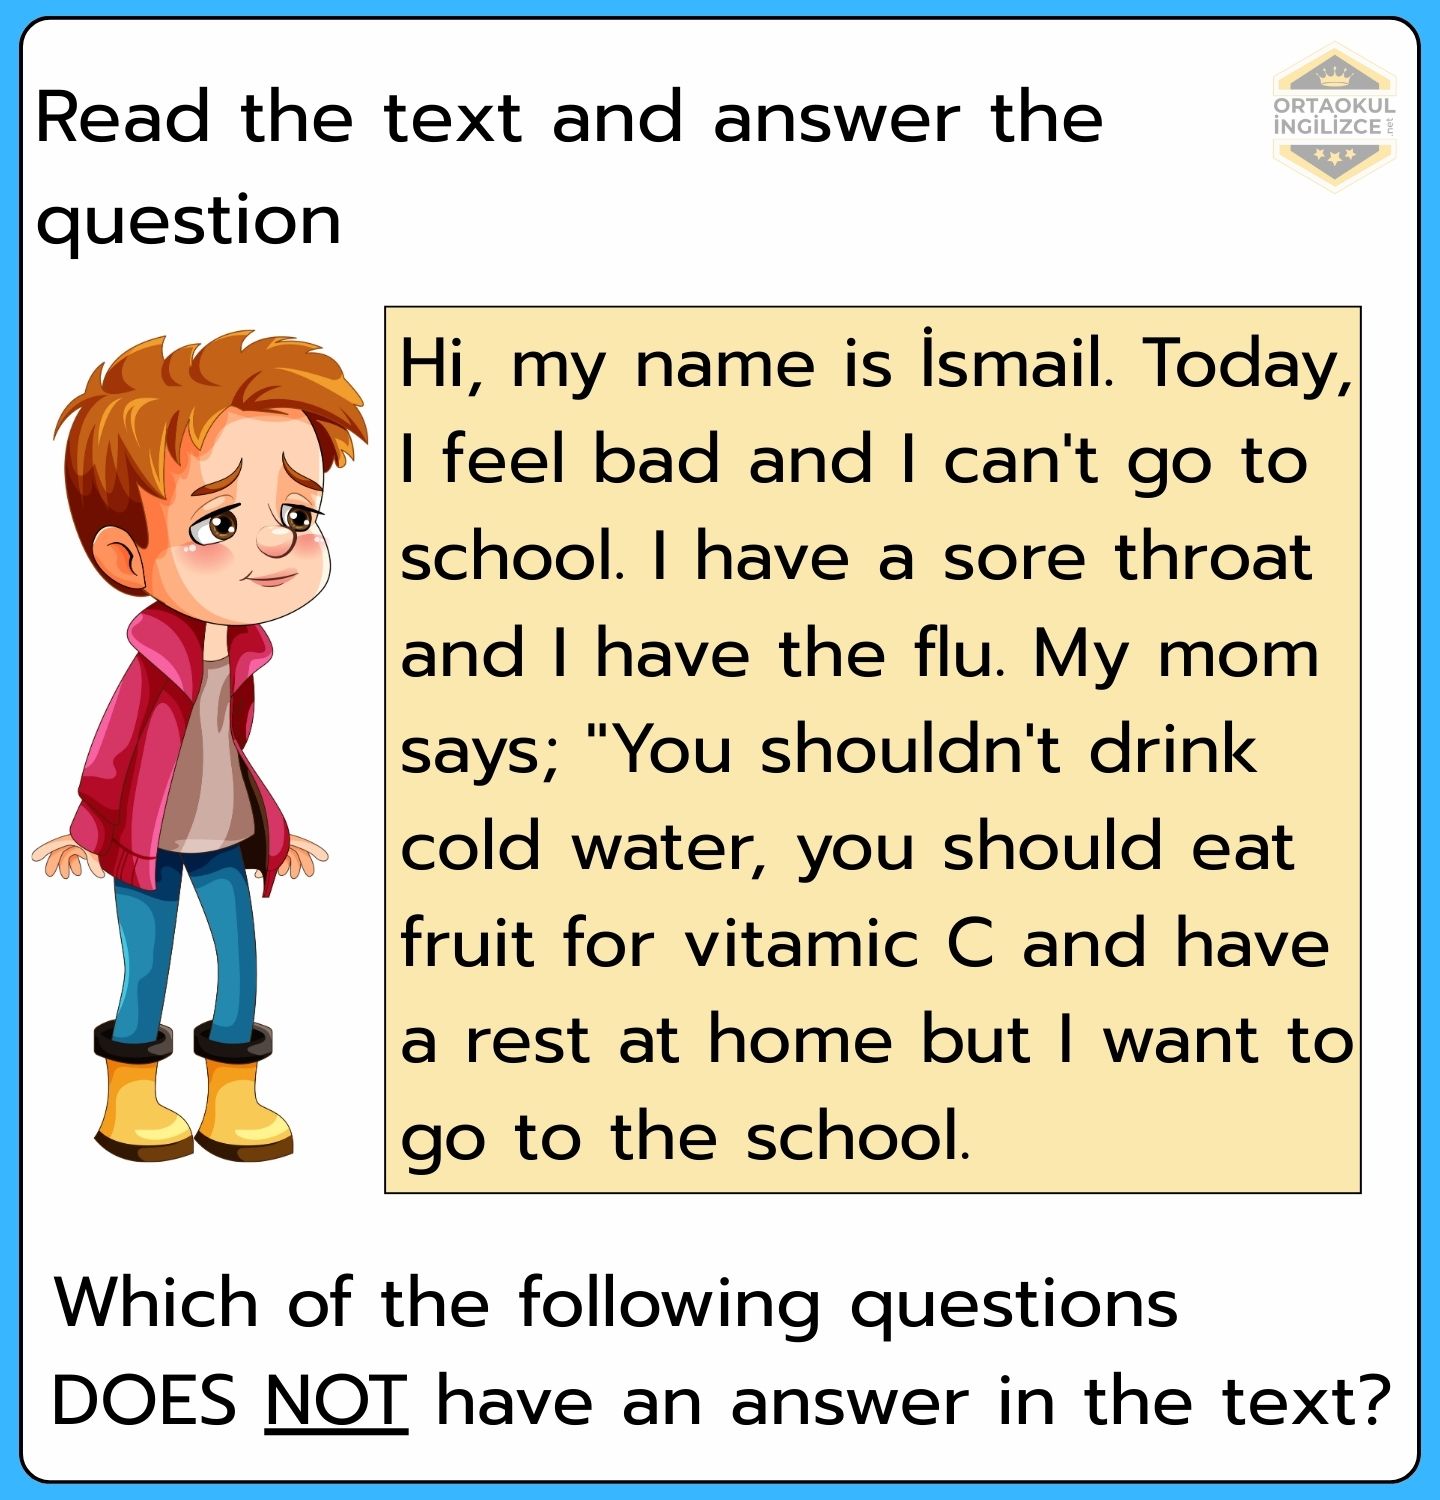 Read the text and answer the
question
ORTAOKUL
İNGİLİZCE.net
Hi, my name is İsmail. Today,
I feel bad and I can't go to
school. I have a sore throat
and I have the flu. My mom
says; "You shouldn't drink
cold water, you should eat
fruit for vitamic C and have
a rest at home but I want to
go to the school.
Which of the following questions
DOES NOT have an answer in the text?